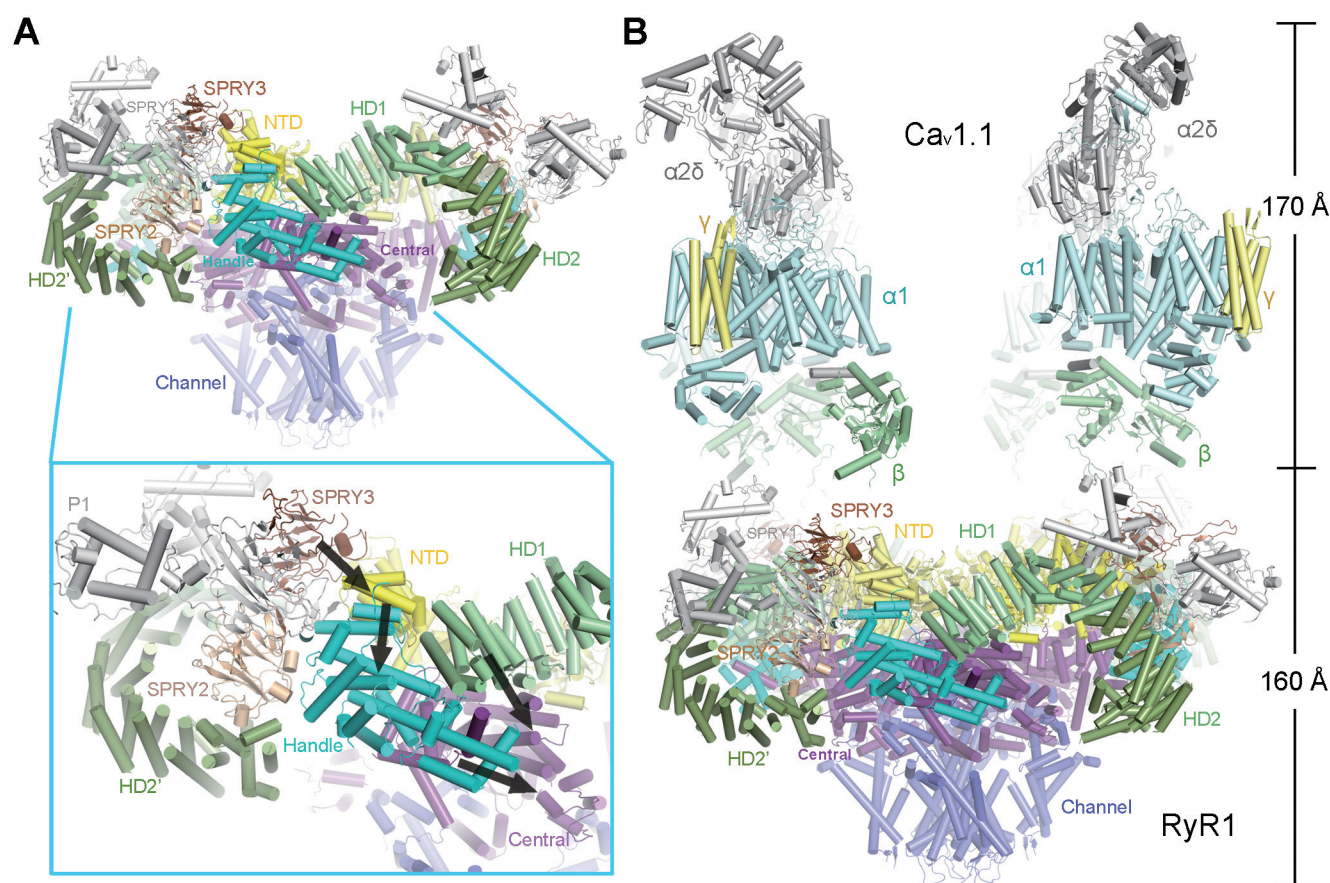 A
SPRY3
SPRY1
HD1
NTD
SPRY2
Handle
Central
HD2'
HD2
Channel
P1
SPRY3
NTD
HD1
SPRY2
Handle
HD2'
Central
B
Cav1.1
α2δ
α2δ
170 Å
γ
α1
α1
γ
β
β
SPRY3
SPRY1
NTD
HD1
SPRY2
160 Å
HD2'
Central
HD2
Channel
RyR1